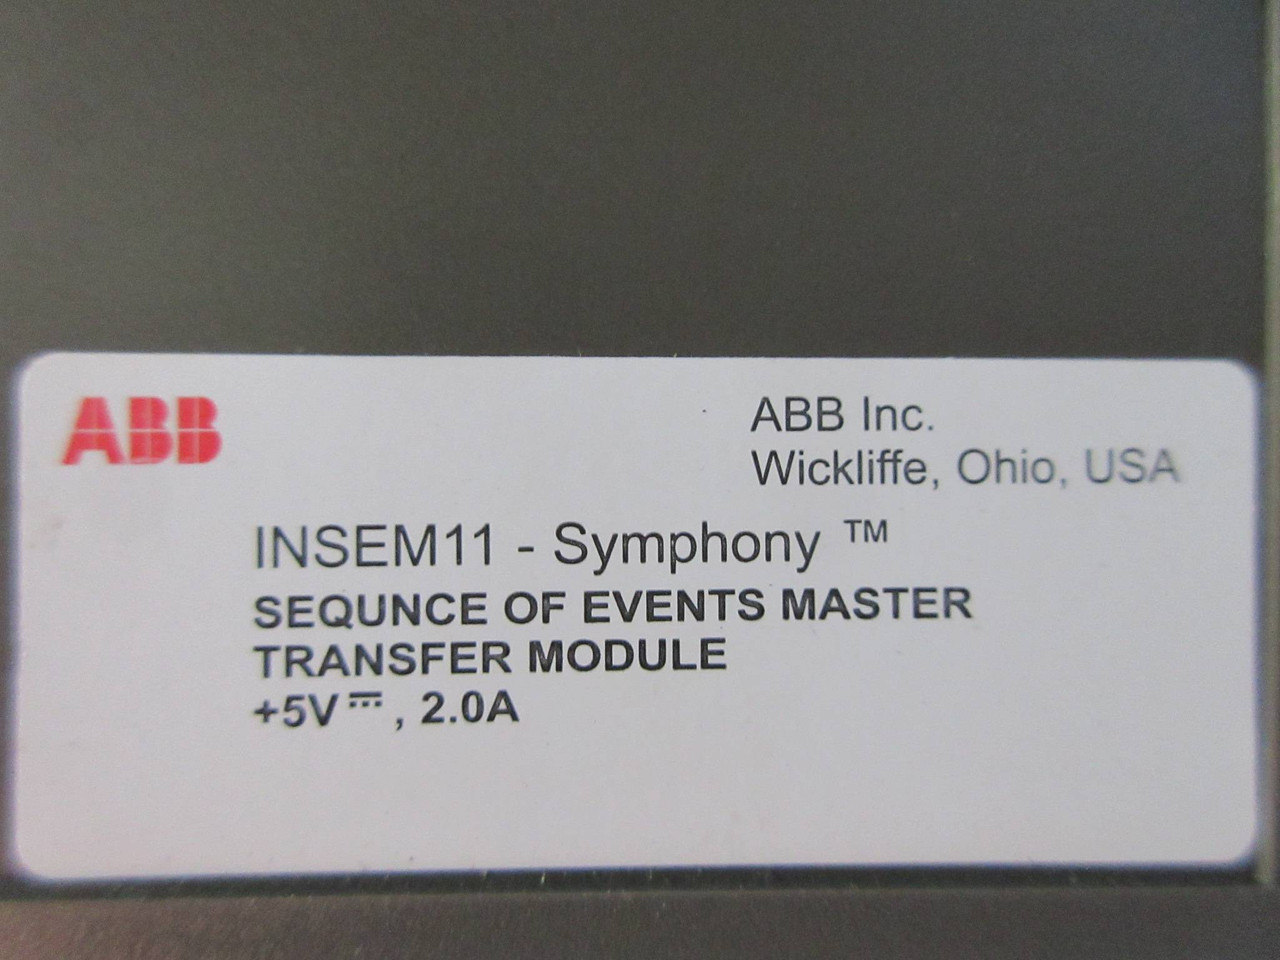 ABB
ABB Inc.
Wickliffe, Ohio, USA
INSEM11 - Symphony ™
SEQUNCE OF EVENTS MASTER
TRANSFER MODULE
+5V⎓, 2.0A